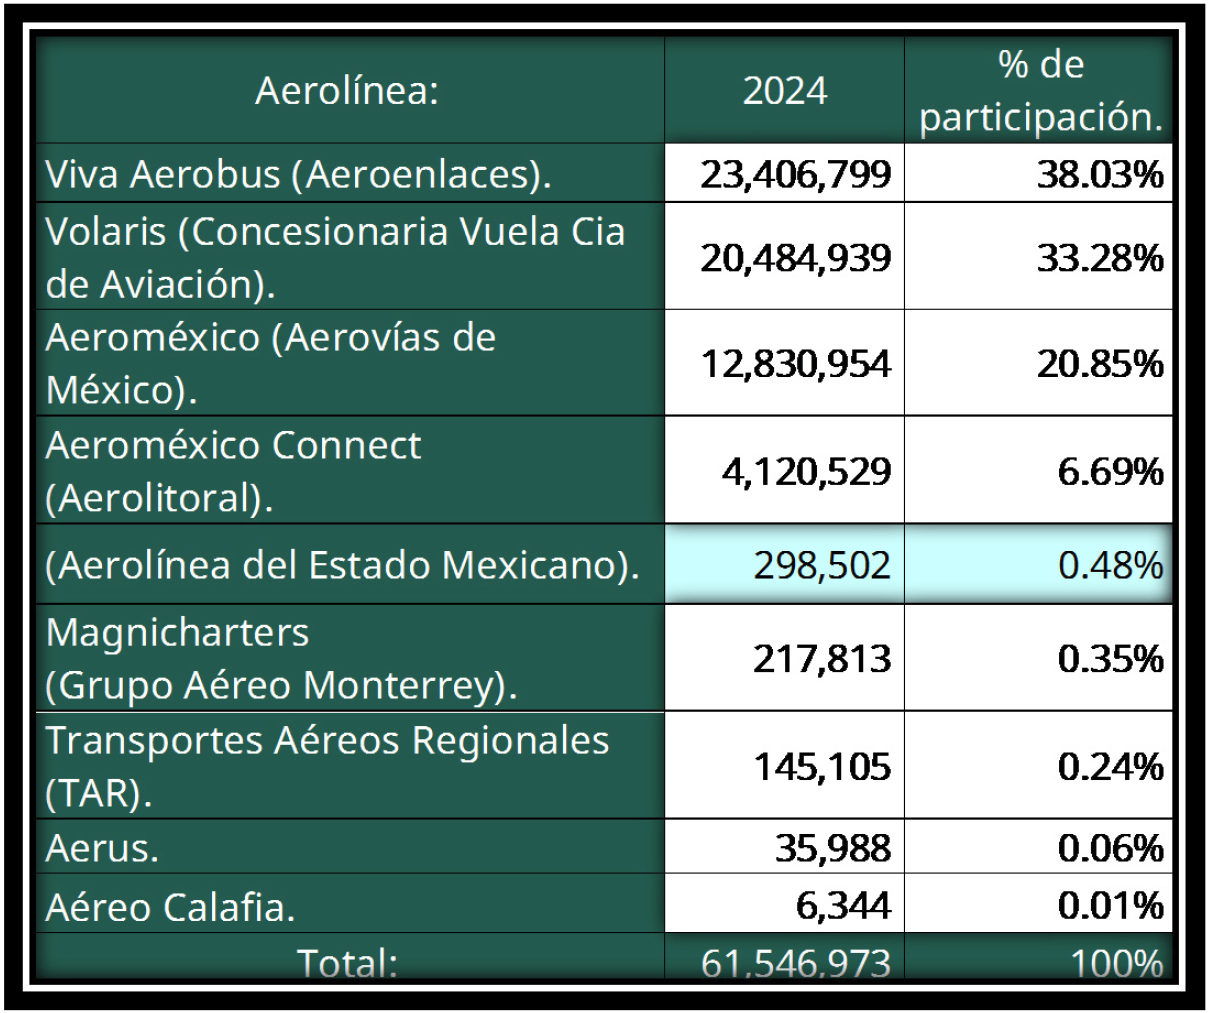 Aerolínea:
2024
% de
participación.
Viva Aerobus (Aeroenlaces).
23,406,799
38.03%
Volaris (Concesionaria Vuela Cia
de Aviación).
20,484,939
33.28%
Aeroméxico (Aerovías de
México).
12,830,954
20.85%
Aeroméxico Connect
(Aerolitoral).
4,120,529
6.69%
(Aerolínea del Estado Mexicano).
298,502
0.48%
Magnicharters
(Grupo Aéreo Monterrey).
217,813
0.35%
Transportes Aéreos Regionales
(TAR).
145,105
0.24%
Aerus.
35,988
0.06%
Aéreo Calafia.
6,344
0.01%
Total:
61,546,973
100%